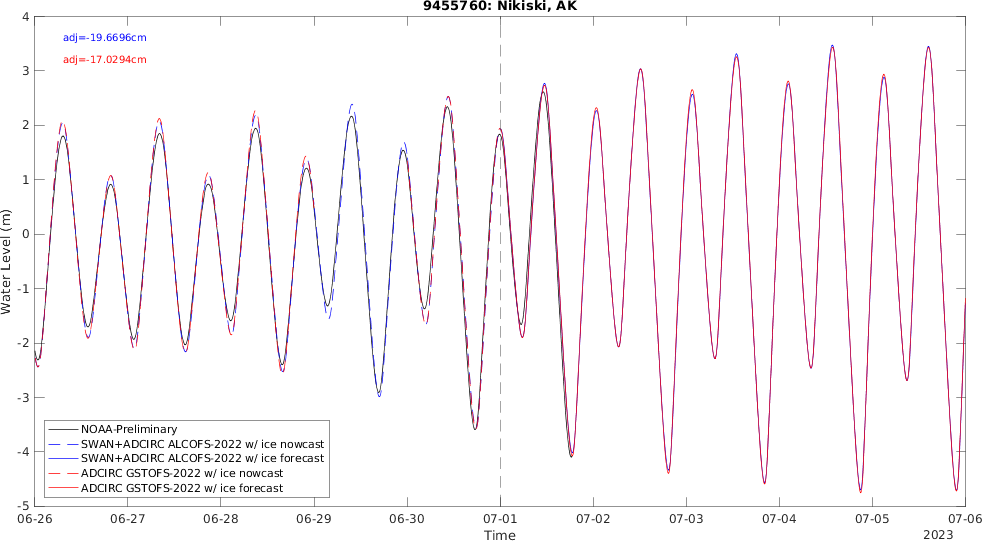 9455760: Nikiski, AK
adj=-19.6696cm
adj=-17.0294cm
4
3
2
1
0
-1
-2
-3
-4
-5
Water Level (m)
NOAA-Preliminary
SWAN+ADCIRC ALCOFS-2022 w/ ice nowcast
SWAN+ADCIRC ALCOFS-2022 w/ ice forecast
ADCIRC GSTOFS-2022 w/ ice nowcast
ADCIRC GSTOFS-2022 w/ ice forecast
06-26 06-27 06-28 06-29 06-30 07-01 07-02 07-03 07-04 07-05 07-06
Time
2023